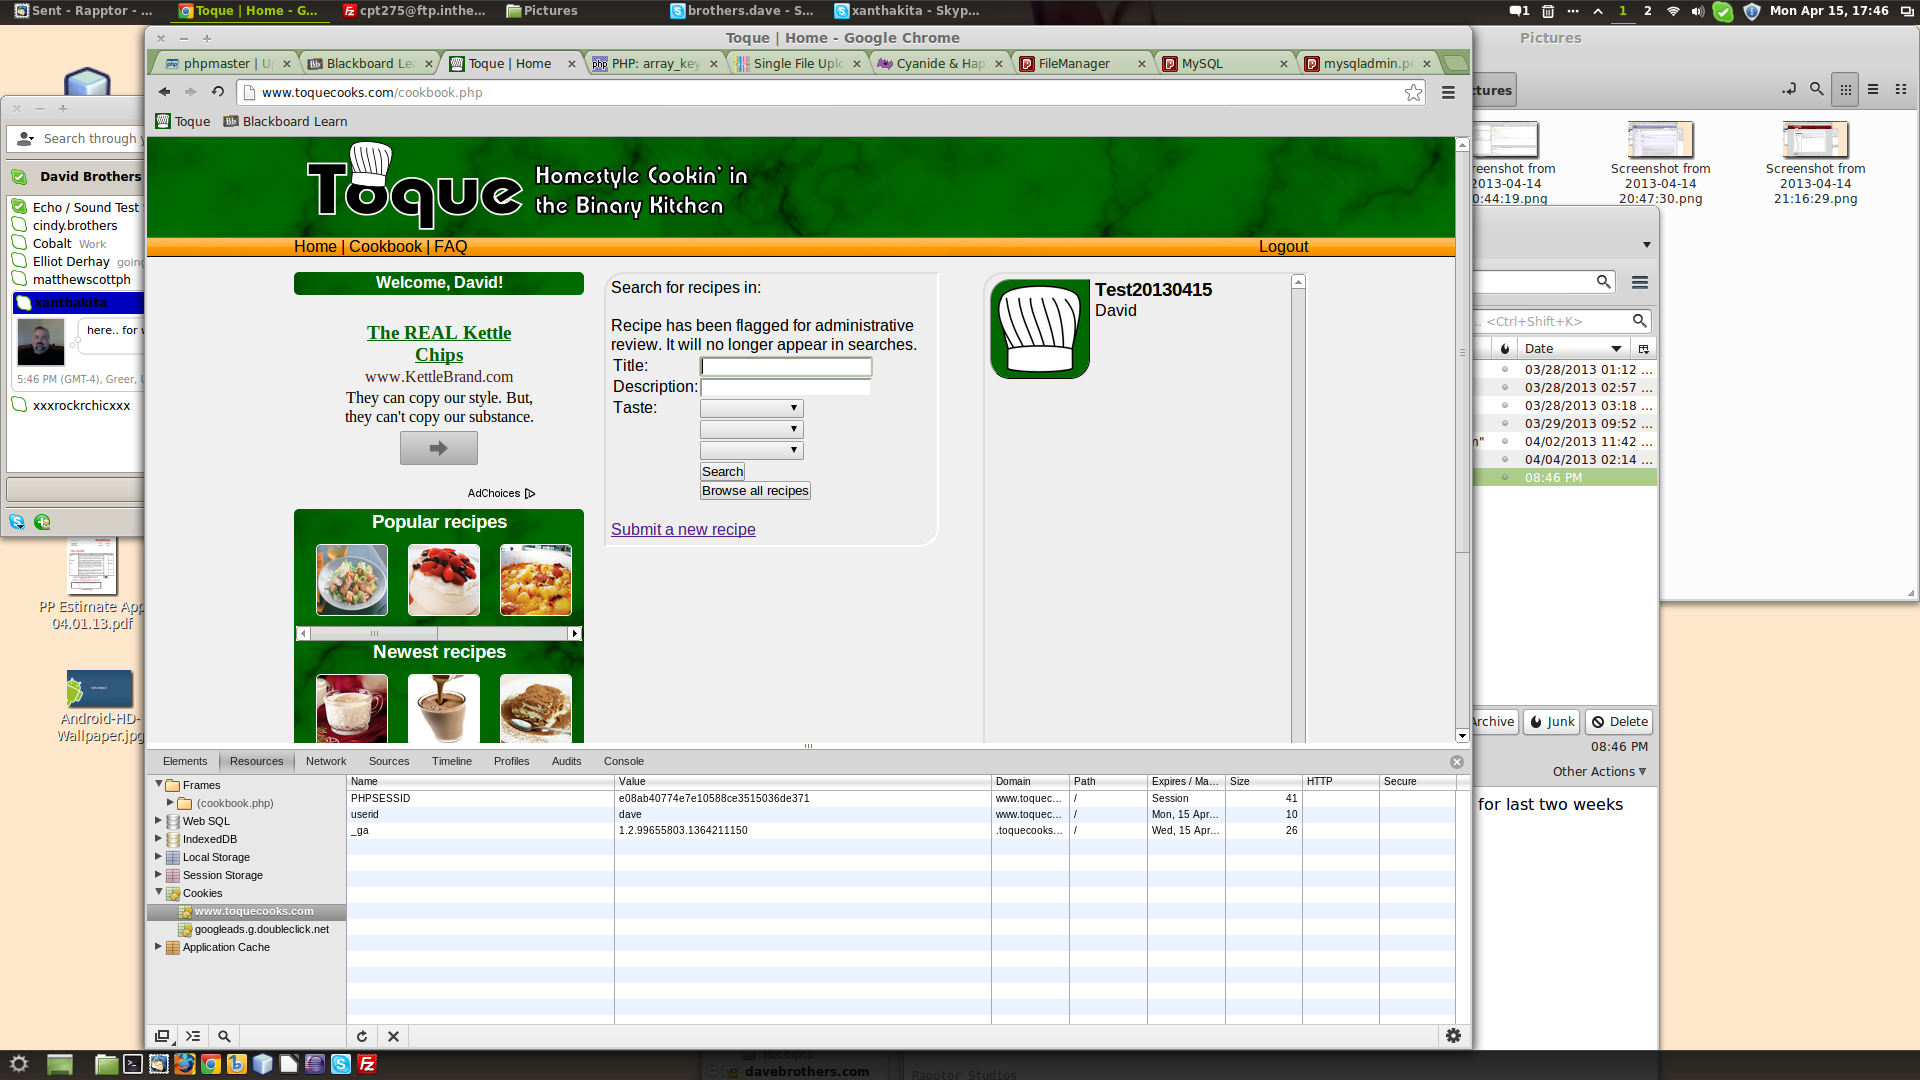 Sent - Rapptor - ...
Toque | Home - G...
cpt275@ftp.inthe...
Pictures
brothers.dave - S...
xanthakita - Skyp...
1
1
2
Mon Apr 15, 17:46
Toque | Home - Google Chrome
Pictures
phpmaster | U
Blackboard Le
Toque | Home
PHP: array_key
Single File Uplo
Cyanide & Hap
FileManager
MySQL
mysqladmin.p
www.toquecooks.com/cookbook.php
Toque
Blackboard Learn
Search through y
David Brothers
Echo / Sound Test
cindy.brothers
Cobalt Work
Elliot Derhay going
matthewscottph
xanthakita
here.. for w
5:46 PM (GMT-4), Greer, U
xxxrockrchicxxx
Toque
Homestyle Cookin' in
the Binary Kitchen
Home | Cookbook | FAQ
Logout
Welcome, David!
The REAL Kettle
Chips
www.KettleBrand.com
They can copy our style. But,
they can't copy our substance.
AdChoices
Popular recipes
Newest recipes
Search for recipes in:
Recipe has been flagged for administrative
review. It will no longer appear in searches.
Title:
Description:
Taste:
Search
Browse all recipes
Submit a new recipe
Test20130415
David
ctures
reenshot from
2013-04-14
0:44:19.png
Screenshot from
2013-04-14
20:47:30.png
Screenshot from
2013-04-14
21:16:29.png
.. <Ctrl+Shift+K>
Date
03/28/2013 01:12 ...
03/28/2013 02:57 ...
03/28/2013 03:18 ...
03/29/2013 09:52 ...
n" 04/02/2013 11:42 ...
04/04/2013 02:14 ...
08:46 PM
Archive
Junk
Delete
08:46 PM
Other Actions
for last two weeks
PP Estimate App
04.01.13.pdf
Android-HD-
Wallpaper.jpg
Elements Resources Network Sources Timeline Profiles Audits Console
Frames
(cookbook.php)
Web SQL
IndexedDB
Local Storage
Session Storage
Cookies
www.toquecooks.com
googleads.g.doubleclick.net
Application Cache
Name Value Domain Path Expires / Ma... Size HTTP Secure
PHPSESSID e08ab40774e7e10588ce3515036de371 www.toquec... / Session 41
userid dave www.toquec... / Mon, 15 Apr... 10
_ga 1.2.99655803.1364211150 .toquecooks... / Wed, 15 Apr... 26
receipts
davebrothers.com
Rapptor Studios